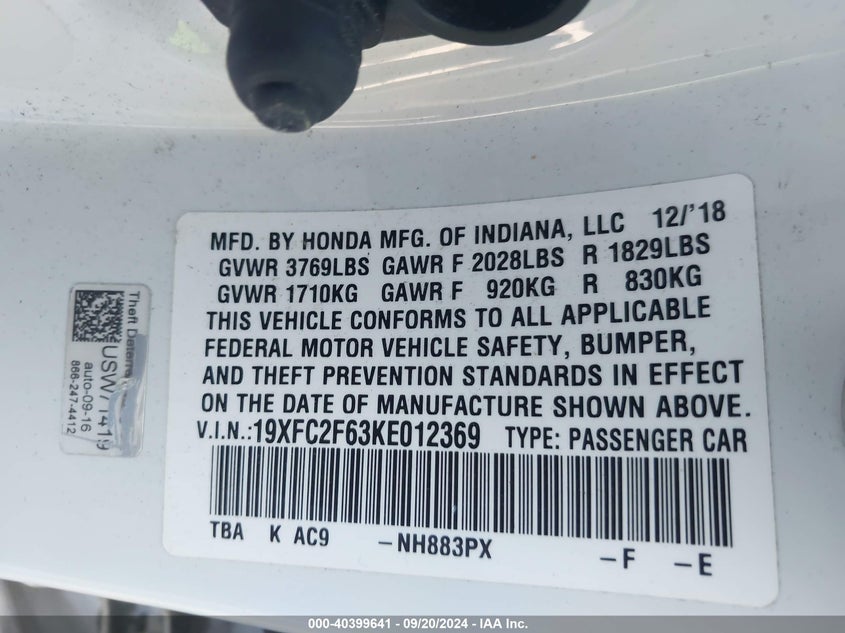 MFD. BY HONDA MFG. OF INDIANA, LLC 12/'18
GVWR 3769LBS GAWR F 2028LBS R 1829LBS
GVWR 1710KG GAWR F 920KG R 830KG
THIS VEHICLE CONFORMS TO ALL APPLICABLE
FEDERAL MOTOR VEHICLE SAFETY, BUMPER,
AND THEFT PREVENTION STANDARDS IN EFFECT
ON THE DATE OF MANUFACTURE SHOWN ABOVE.
V.I.N.:19XFC2F63KE012369 TYPE: PASSENGER CAR
TBA K AC9 -NH883PX -F -E
Theft
auto-09-16
866-247-4412
000-40399641 - 09/20/2024 - IAA Inc.